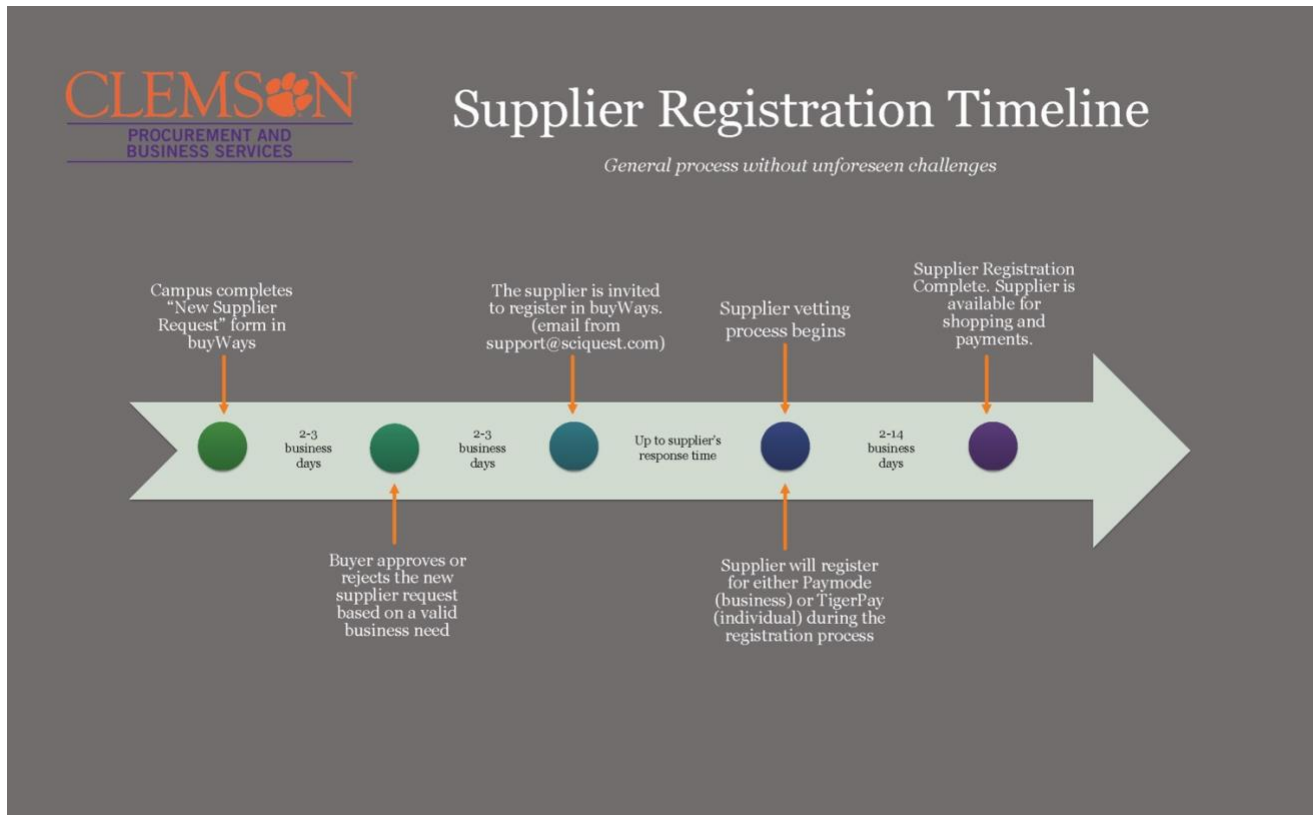 CLEMSON
PROCUREMENT AND
BUSINESS SERVICES
Supplier Registration Timeline
General process without unforeseen challenges
Campus completes
“New Supplier
Request” form in
buyWays
The supplier is invited
to register in buyWays.
(email from
support@sciquest.com)
Supplier vetting
process begins
Supplier Registration
Complete. Supplier is
available for
shopping and
payments.
2-3
business
days
2-3
business
days
Up to supplier's
response time
2-14
business
days
Buyer approves or
rejects the new
supplier request
based on a valid
business need
Supplier will register
for either Paymode
(business) or TigerPay
(individual) during the
registration process